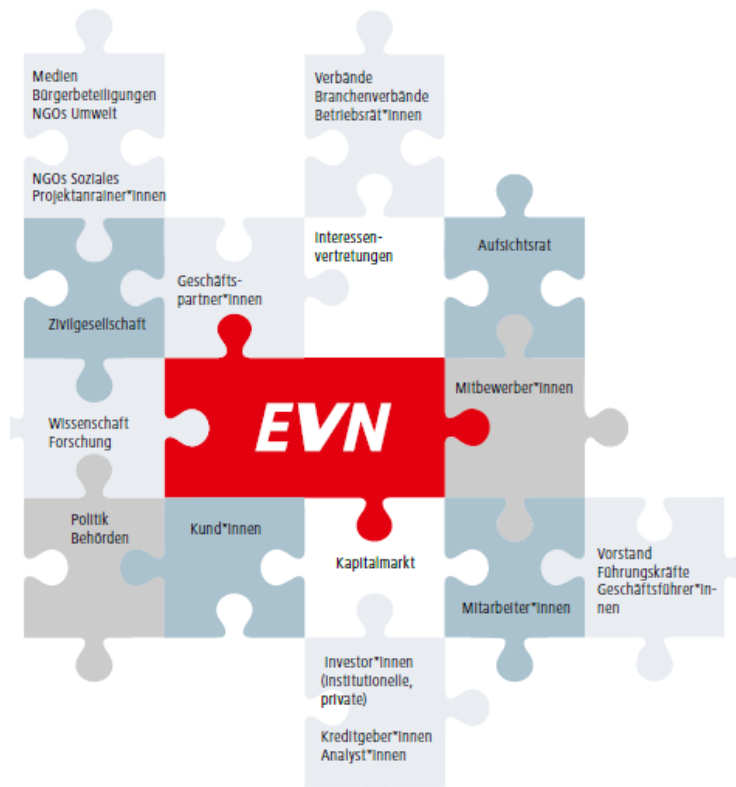 Medien
Bürgerbeteiligungen
NGOs Umwelt
NGOs Soziales
Projektanrainer*innen
Verbände
Branchenverbände
Betriebsrät*innen
Zivilgesellschaft
Geschäfts-
partner*innen
Interessen-
vertretungen
Aufsichtsrat
Wissenschaft
Forschung
EVN
Mitbewerber*innen
Politik
Behörden
Kund*innen
Kapitalmarkt
Mitarbeiter*innen
Vorstand
Führungskräfte
Geschäftsführer*in-
nen
Investor*innen
(institutionelle,
private)
Kreditgeber*innen
Analyst*innen